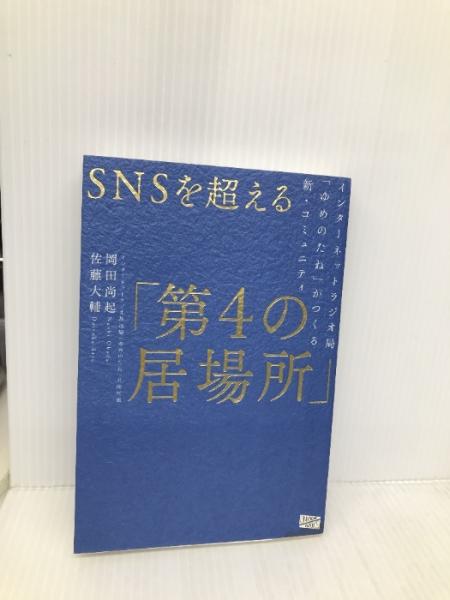 SNSを超える
「第4の
居場所」
インターネットラジオ局
「ゆめのたね」がつくる
新・コミュニティ
岡田尚起
佐藤大輔